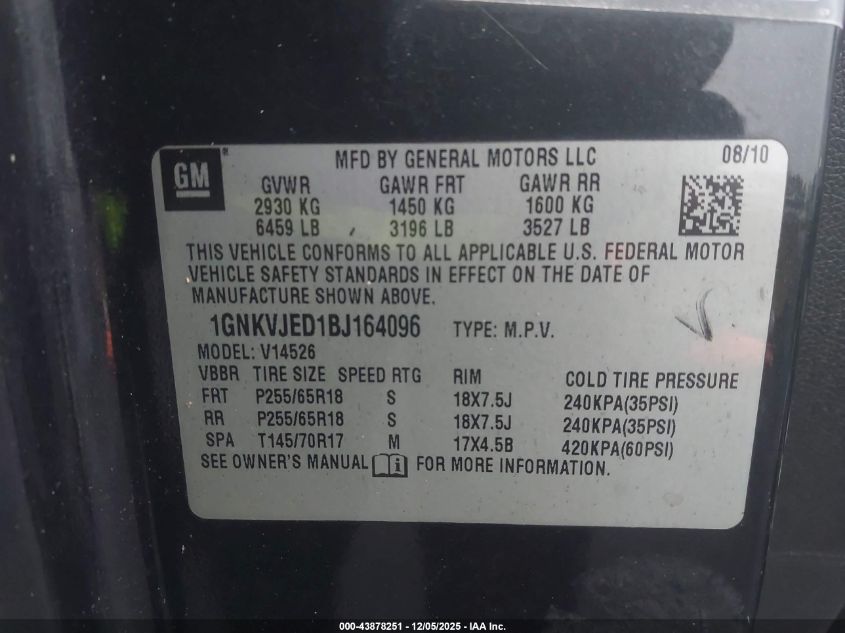 GM® MFD BY GENERAL MOTORS LLC 08/10
GVWR GAWR FRT GAWR RR
2930 KG 1450 KG 1600 KG
6459 LB 3196 LB 3527 LB
THIS VEHICLE CONFORMS TO ALL APPLICABLE U.S. FEDERAL MOTOR
VEHICLE SAFETY STANDARDS IN EFFECT ON THE DATE OF
MANUFACTURE SHOWN ABOVE.
1GNKVJED1BJ164096 TYPE: M.P.V.
MODEL: V14526
VBBR TIRE SIZE SPEED RTG RIM COLD TIRE PRESSURE
FRT P255/65R18 S 18X7.5J 240KPA(35PSI)
RR P255/65R18 S 18X7.5J 240KPA(35PSI)
SPA T145/70R17 M 17X4.5B 420KPA(60PSI)
SEE OWNER'S MANUAL FOR MORE INFORMATION.
000-43878251 - 12/05/2025 - IAA Inc.